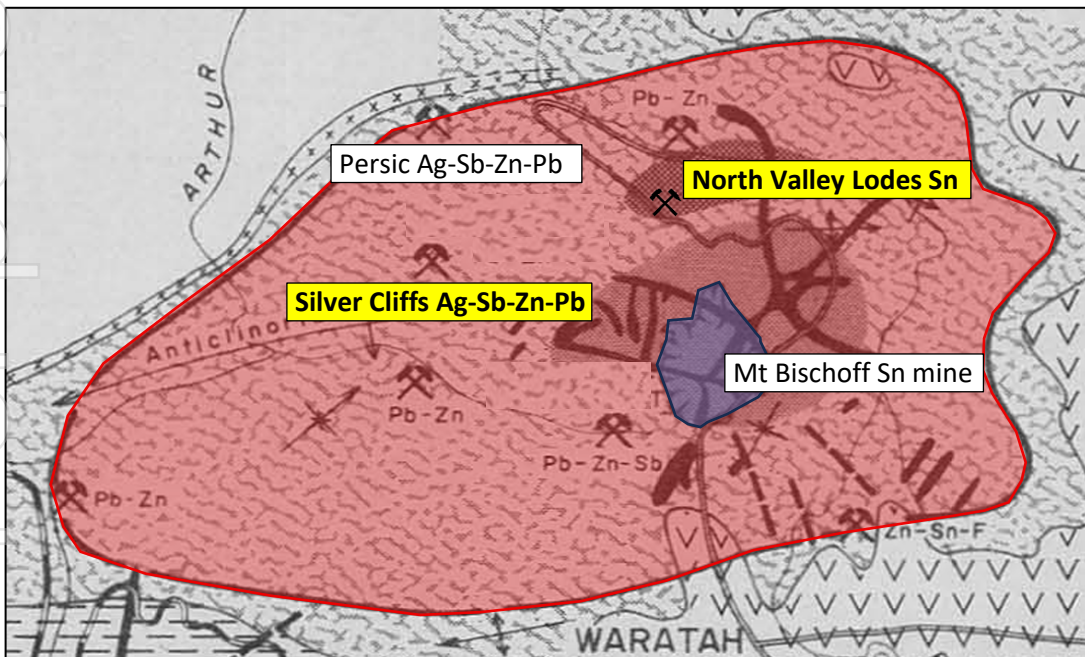 ARTHUR
Pb-Zn
Persic Ag-Sb-Zn-Pb
North Valley Lodes Sn
Silver Cliffs Ag-Sb-Zn-Pb
Mt Bischoff Sn mine
Pb-Zn
Pb-Zn-Sb
Pb-Zn
Zn-Sn-F
WARATAH